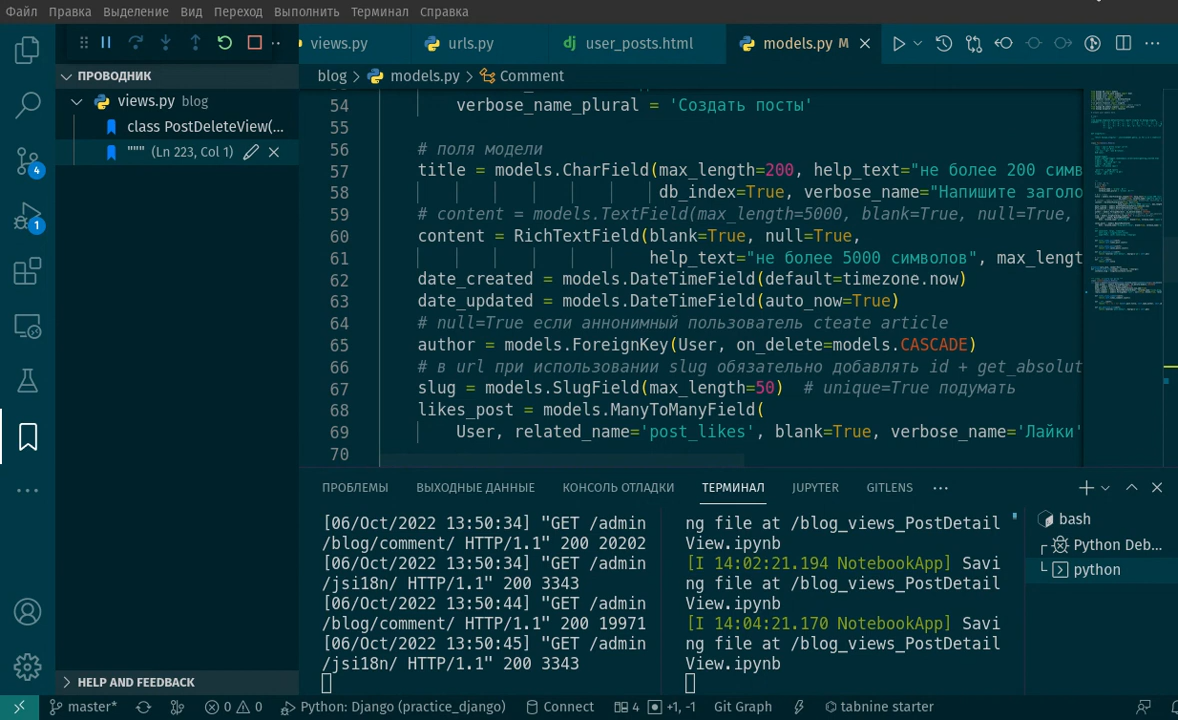 Файл Правка Выделение Вид Переход Выполнить Терминал Справка
views.py urls.py user_posts.html models.py M
ПРОВОДНИК
blog > models.py > Comment
views.py blog
class PostDeleteView(...
""" (Ln 223, Col 1)
4
1
54 verbose_name_plural = 'Создать посты'
55
56 # поля модели
57 title = models.CharField(max_length=200, help_text="не более 200 симв
58 db_index=True, verbose_name="Напишите заголо
59 # content = models.TextField(max_length=5000, blank=True, null=True,
60 content = RichTextField(blank=True, null=True,
61 help_text="не более 5000 символов", max_lengt
62 date_created = models.DateTimeField(default=timezone.now)
63 date_updated = models.DateTimeField(auto_now=True)
64 # null=True если аннонимный пользователь cteate article
65 author = models.ForeignKey(User, on_delete=models.CASCADE)
66 # в url при использовании slug обязательно добавлять id + get_absolut
67 slug = models.SlugField(max_length=50) # unique=True подумать
68 likes_post = models.ManyToManyField(
69 User, related_name='post_likes', blank=True, verbose_name='Лайки'
70
ПРОБЛЕМЫ ВЫХОДНЫЕ ДАННЫЕ КОНСОЛЬ ОТЛАДКИ ТЕРМИНАЛ JUPYTER GITLENS
[06/Oct/2022 13:50:34] "GET /admin
/blog/comment/ HTTP/1.1" 200 20202
[06/Oct/2022 13:50:34] "GET /admin
/jsi18n/ HTTP/1.1" 200 3343
[06/Oct/2022 13:50:44] "GET /admin
/blog/comment/ HTTP/1.1" 200 19971
[06/Oct/2022 13:50:45] "GET /admin
/jsi18n/ HTTP/1.1" 200 3343
ng file at /blog_views_PostDetail
View.ipynb
[I 14:02:21.194 NotebookApp] Savi
ng file at /blog_views_PostDetail
View.ipynb
[I 14:04:21.170 NotebookApp] Savi
ng file at /blog_views_PostDetail
View.ipynb
bash
Python Deb...
python
HELP AND FEEDBACK
master* 0 0 Python: Django (practice_django) Connect 4 +1, -1 Git Graph tabnine starter